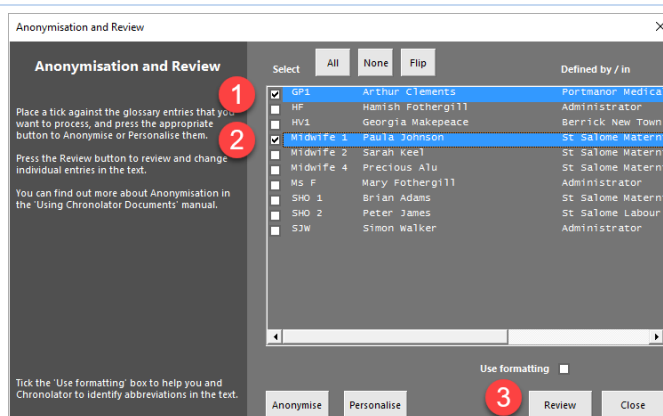 Anonymisation and Review
Anonymisation and Review
Place a tick against the glossary entries that you
want to process, and press the appropriate
button to Anonymise or Personalise them.
Press the Review button to review and change
individual entries in the text.
You can find out more about Anonymisation in
the 'Using Chronolator Documents' manual.
Tick the 'Use formatting' box to help you and
Chronolator to identify abbreviations in the text.
Select All None Flip Defined by / in
1 GP1 Arthur Clements Portmanor Medica
HF Hamish Fothergill Administrator
HV1 Georgia Makepeace Berrick New Town
2 Midwife 1 Paula Johnson St Salome Matern
Midwife 2 Sarah Keel St Salome Matern
Midwife 4 Precious Alu St Salome Matern
Ms F Mary Fothergill Administrator
SHO 1 Brian Adams St Salome Matern
SHO 2 Peter James St Salome Labour
SJW Simon Walker Administrator
Use formatting
Anonymise Personalise 3 Review Close